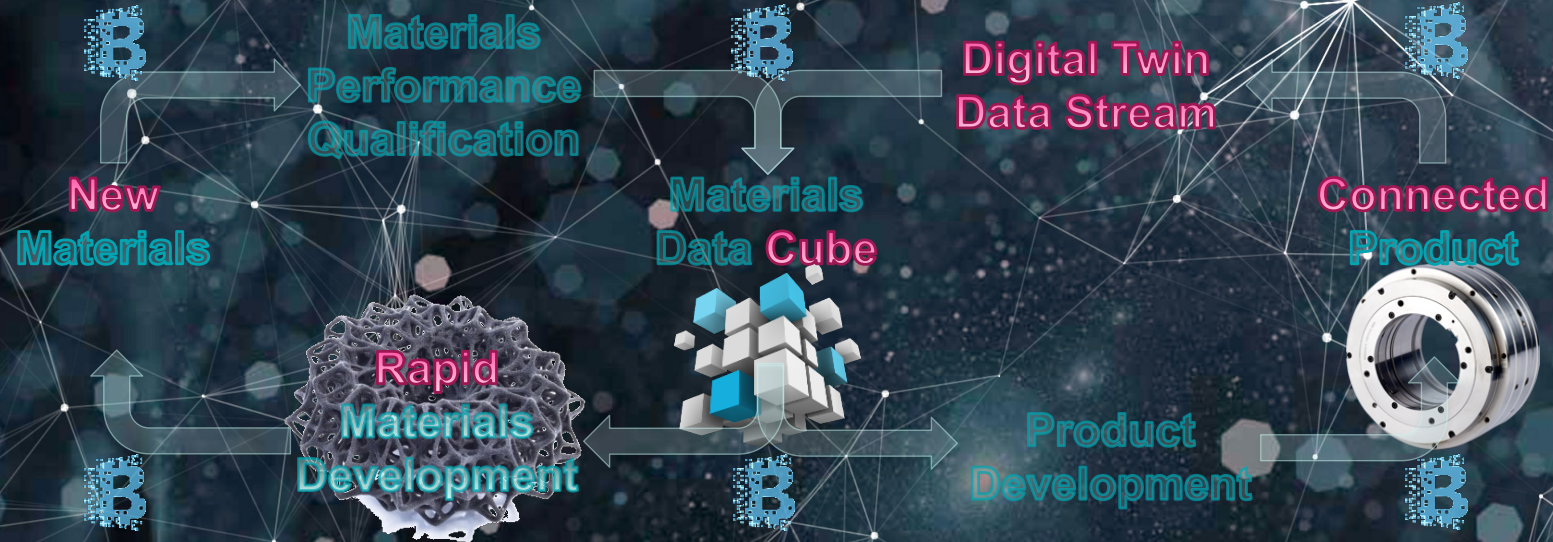 Materials
Performance
Qualification
Digital Twin
Data Stream
New
Materials
Materials
Data Cube
Connected
Product
Rapid
Materials
Development
Product
Development